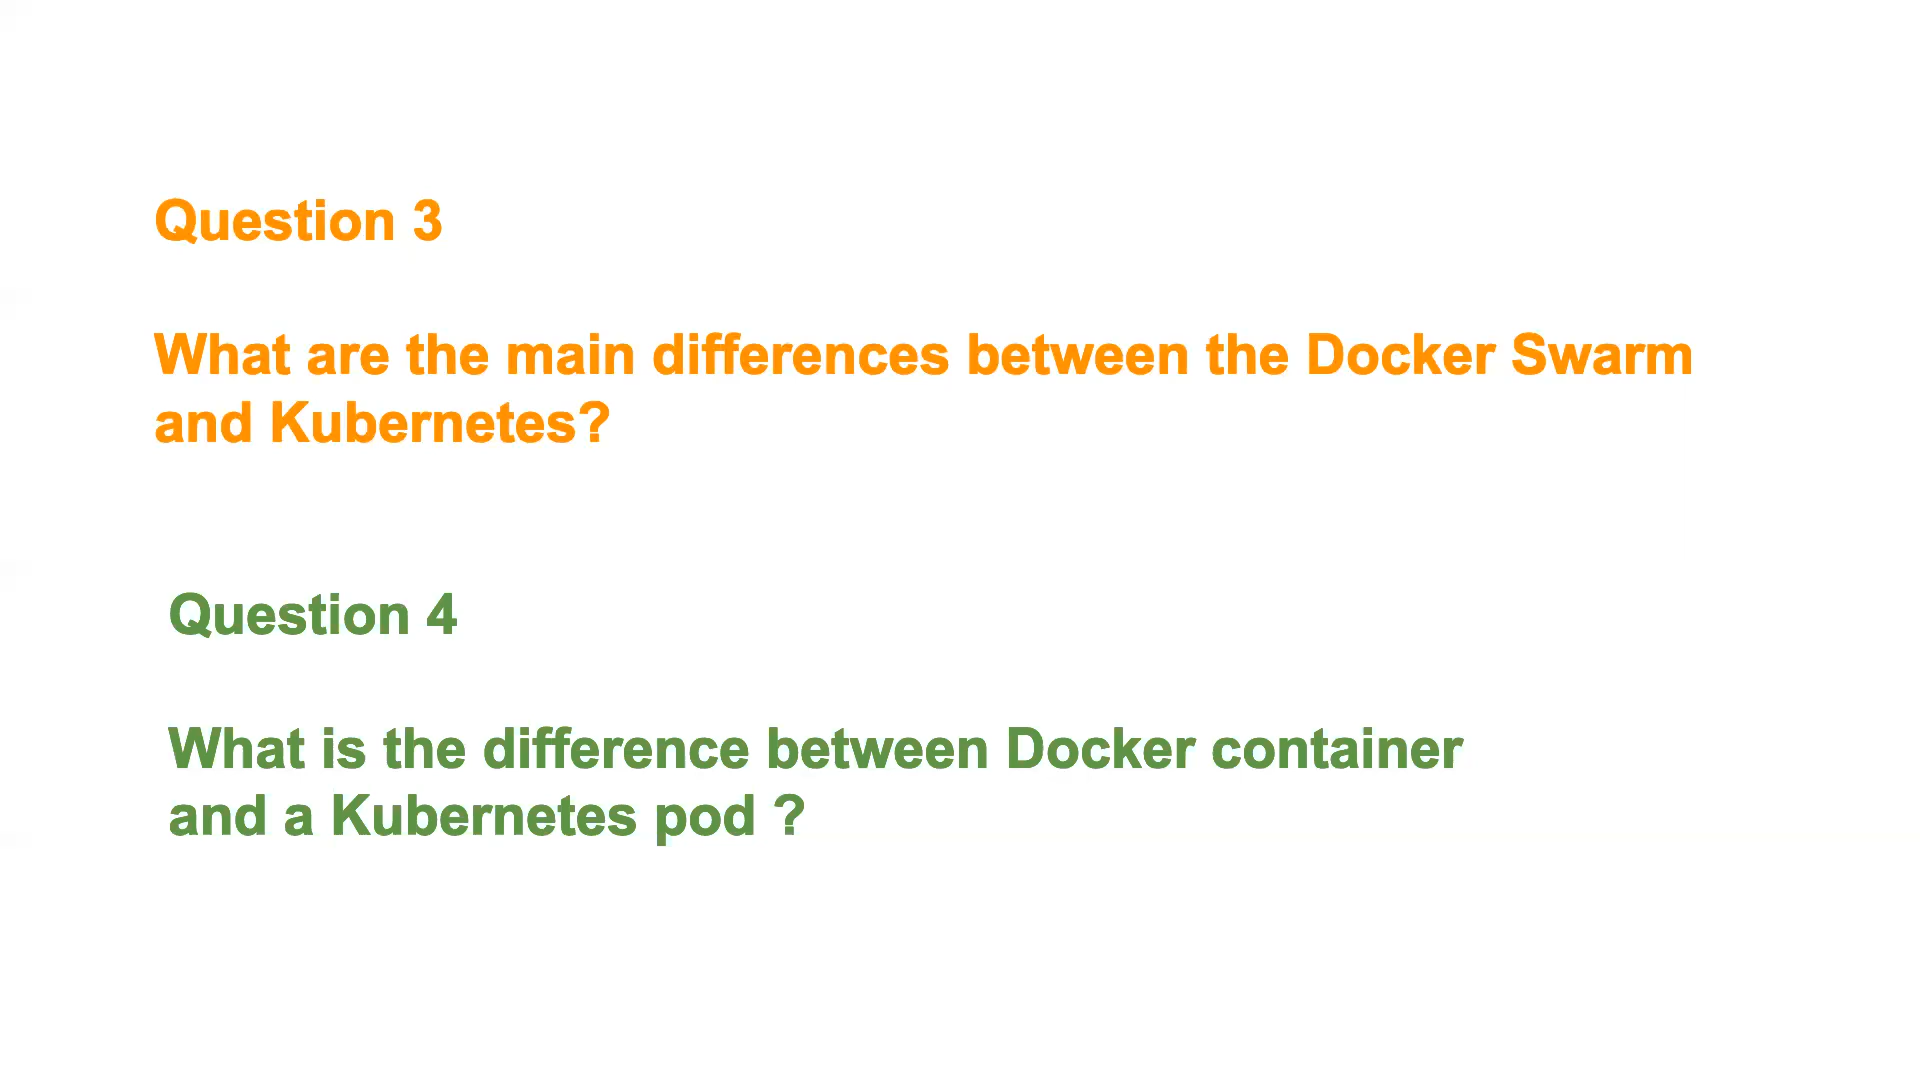 Question 3
What are the main differences between the Docker Swarm
and Kubernetes?
Question 4
What is the difference between Docker container
and a Kubernetes pod ?